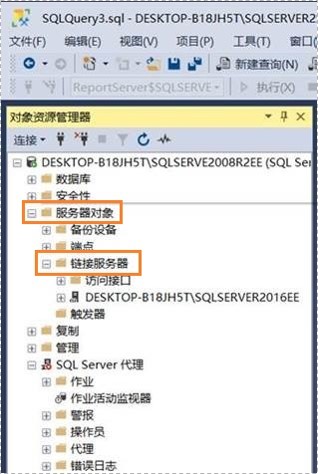 SQLQuery3.sql - DESKTOP-B18JH5T\SQLSERVER2
文件(F) 编辑(E) 视图(V) 项目(P) 工具(T) 窗口(
新建查询(N)
ReportServer$SQLSERVE 执行(X)
对象资源管理器
连接
DESKTOP-B18JH5T\SQLSERVE2008R2EE (SQL Ser
数据库
安全性
服务器对象
备份设备
端点
链接服务器
访问接口
DESKTOP-B18JH5T\SQLSERVER2016EE
触发器
复制
管理
SQL Server 代理
作业
作业活动监视器
警报
操作员
代理
错误日志